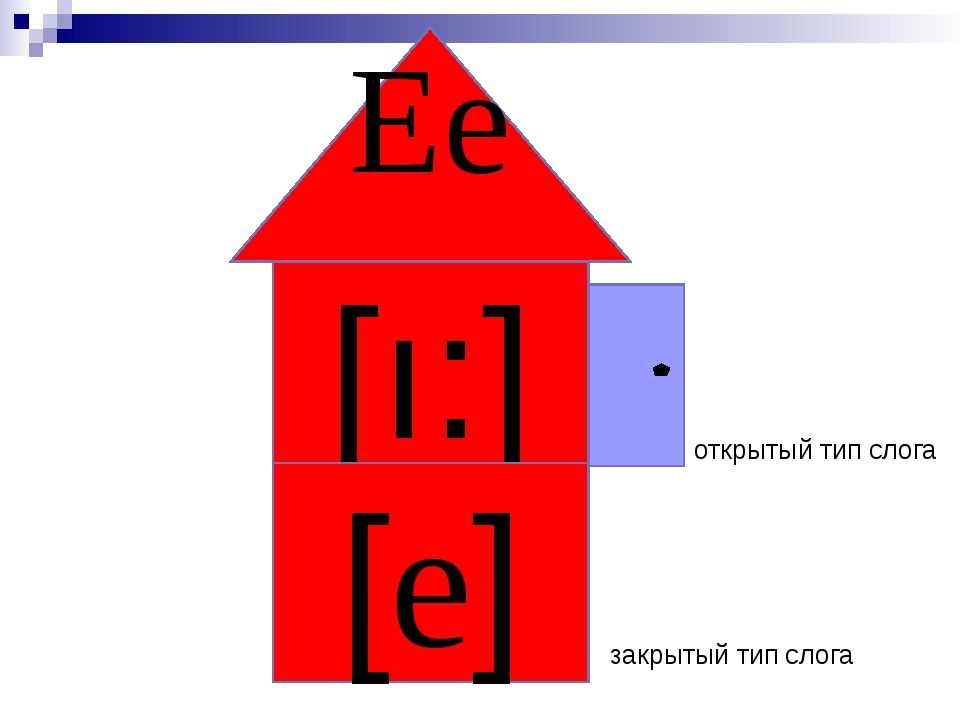 Ee
[ı:]
открытый тип слога
[e]
закрытый тип слога